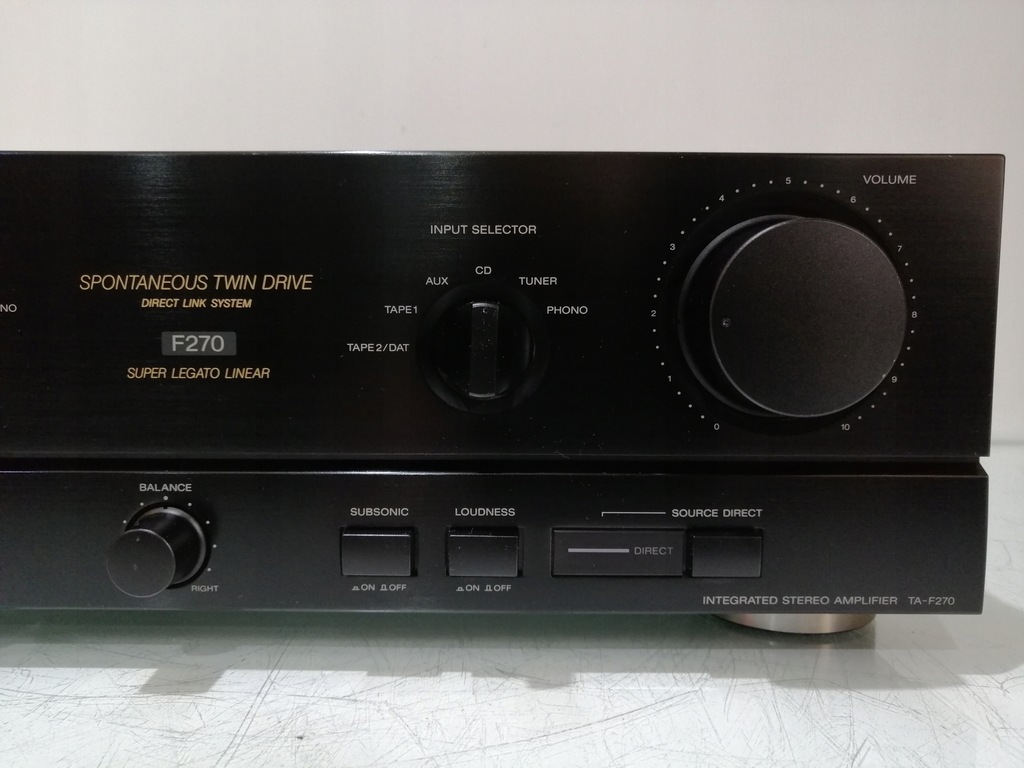 VOLUME
5
4
6
3
7
2
8
1
9
0
10
INPUT SELECTOR
CD
AUX
TUNER
TAPE1
PHONO
TAPE2/DAT
SPONTANEOUS TWIN DRIVE
DIRECT LINK SYSTEM
NO
F270
SUPER LEGATO LINEAR
BALANCE
RIGHT
SUBSONIC
ON OFF
LOUDNESS
ON OFF
SOURCE DIRECT
DIRECT
INTEGRATED STEREO AMPLIFIER TA-F270